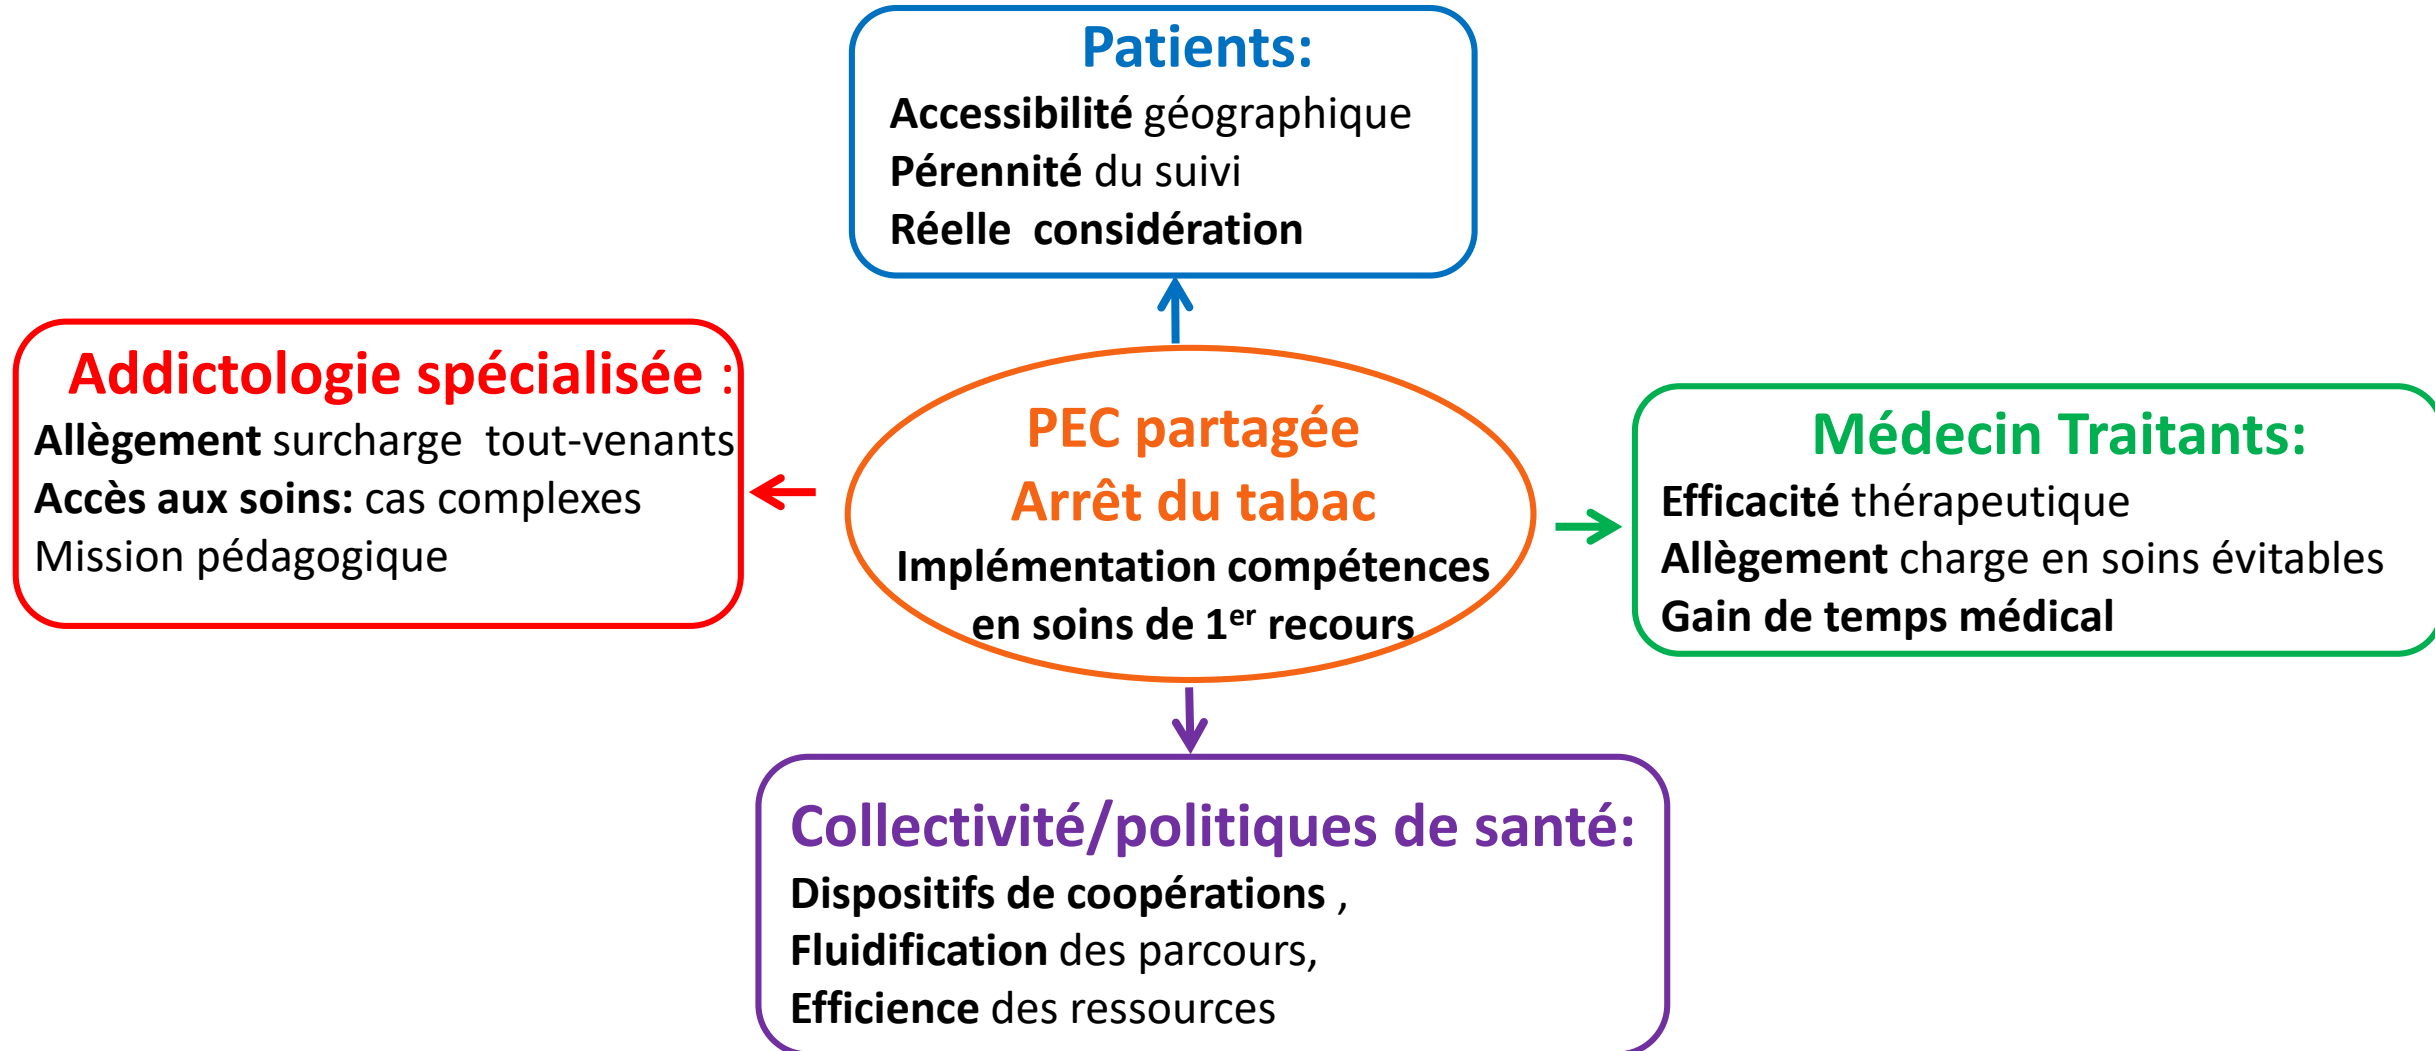 Patients:
Accessibilité géographique
Pérennité du suivi
Réelle considération
Addictologie spécialisée :
Allègement surcharge tout-venants
Accès aux soins: cas complexes
Mission pédagogique
PEC partagée
Arrêt du tabac
Implémentation compétences
en soins de 1er recours
Médecin Traitants:
Efficacité thérapeutique
Allègement charge en soins évitables
Gain de temps médical
Collectivité/politiques de santé:
Dispositifs de coopérations ,
Fluidification des parcours,
Efficience des ressources